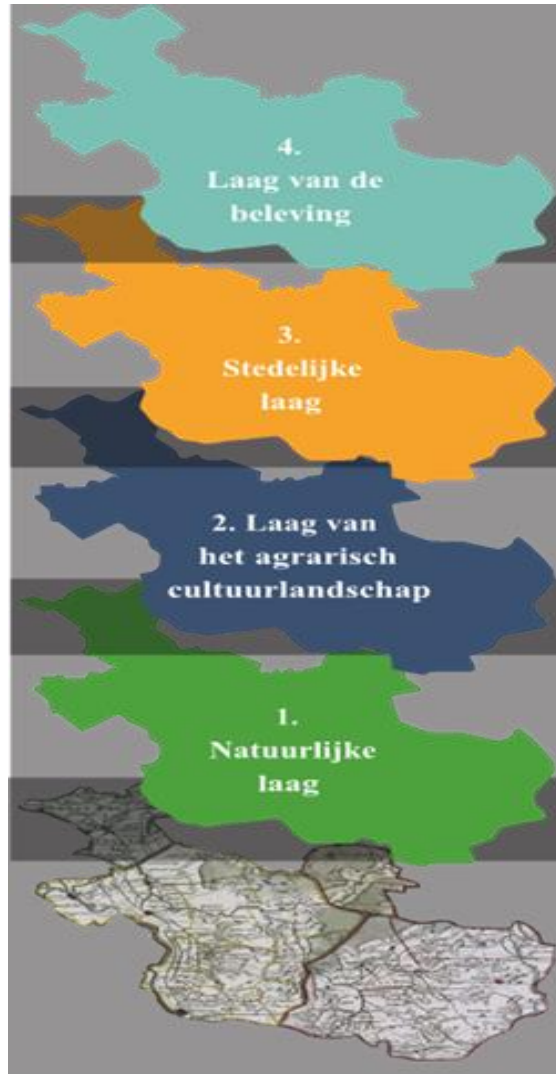 4.
Laag van de
beleving
3.
Stedelijke
laag
2. Laag van
het agrarisch
cultuurlandschap
1.
Natuurlijke
laag